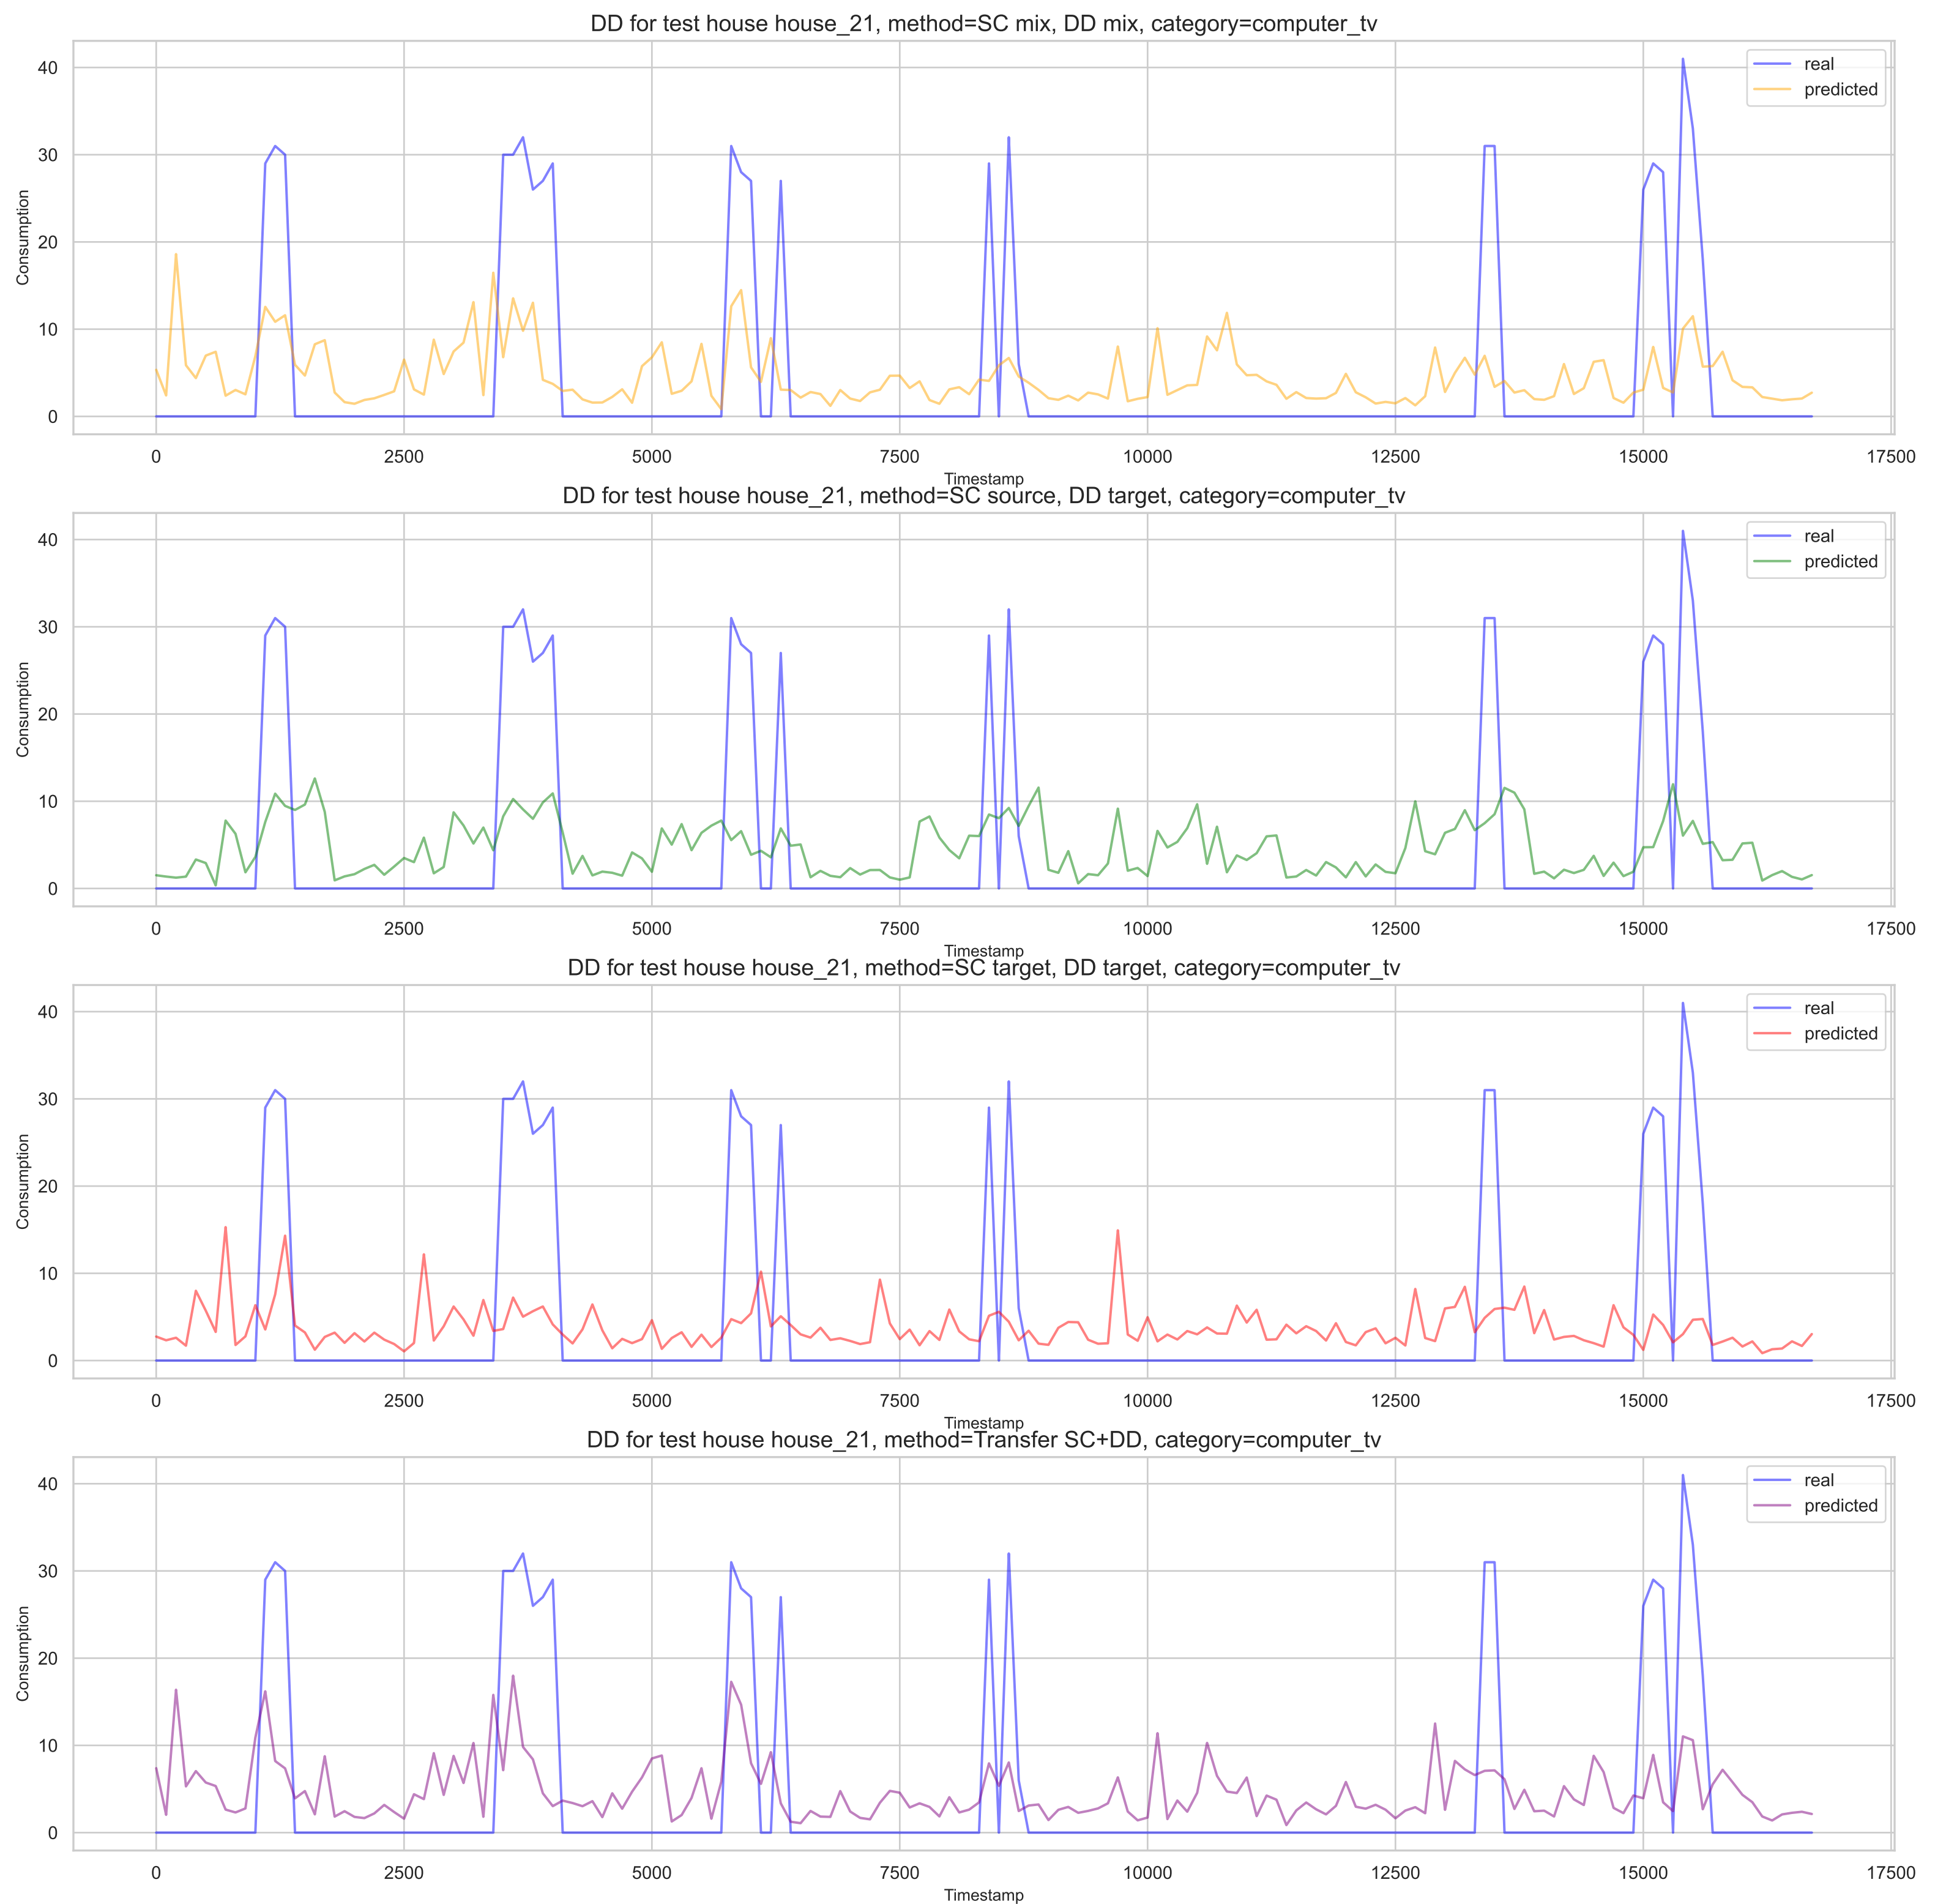 DD for test house house_21, method=SC mix, DD mix, category=computer_tv
40
30
20
10
0
Consumption
real
predicted
0 2500 5000 7500 10000 12500 15000 17500
Timestamp
DD for test house house_21, method=SC source, DD target, category=computer_tv
40
30
20
10
0
Consumption
real
predicted
0 2500 5000 7500 10000 12500 15000 17500
Timestamp
DD for test house house_21, method=SC target, DD target, category=computer_tv
40
30
20
10
0
Consumption
real
predicted
0 2500 5000 7500 10000 12500 15000 17500
Timestamp
DD for test house house_21, method=Transfer SC+DD, category=computer_tv
40
30
20
10
0
Consumption
real
predicted
0 2500 5000 7500 10000 12500 15000 17500
Timestamp